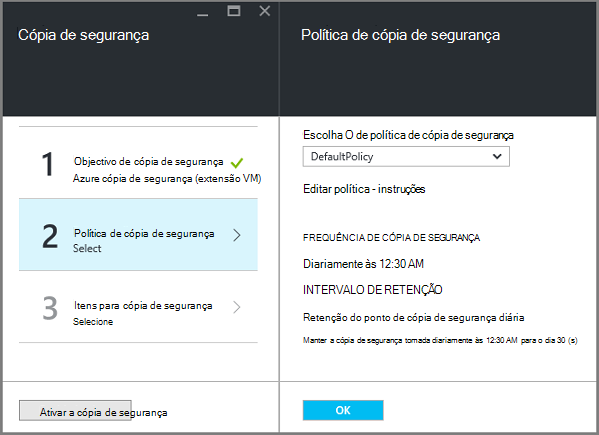 Cópia de segurança
1
Objectivo de cópia de segurança
Azure cópia de segurança (extensão VM)
2
Política de cópia de segurança
Select
3
Itens para cópia de segurança
Selecione
Ativar a cópia de segurança
Política de cópia de segurança
Escolha O de política de cópia de segurança
DefaultPolicy
Editar política - instruções
FREQUÊNCIA DE CÓPIA DE SEGURANÇA
Diariamente às 12:30 AM
INTERVALO DE RETENÇÃO
Retenção do ponto de cópia de segurança diária
Manter a cópia de segurança tomada diariamente às 12:30 AM para o dia 30 (s)
OK